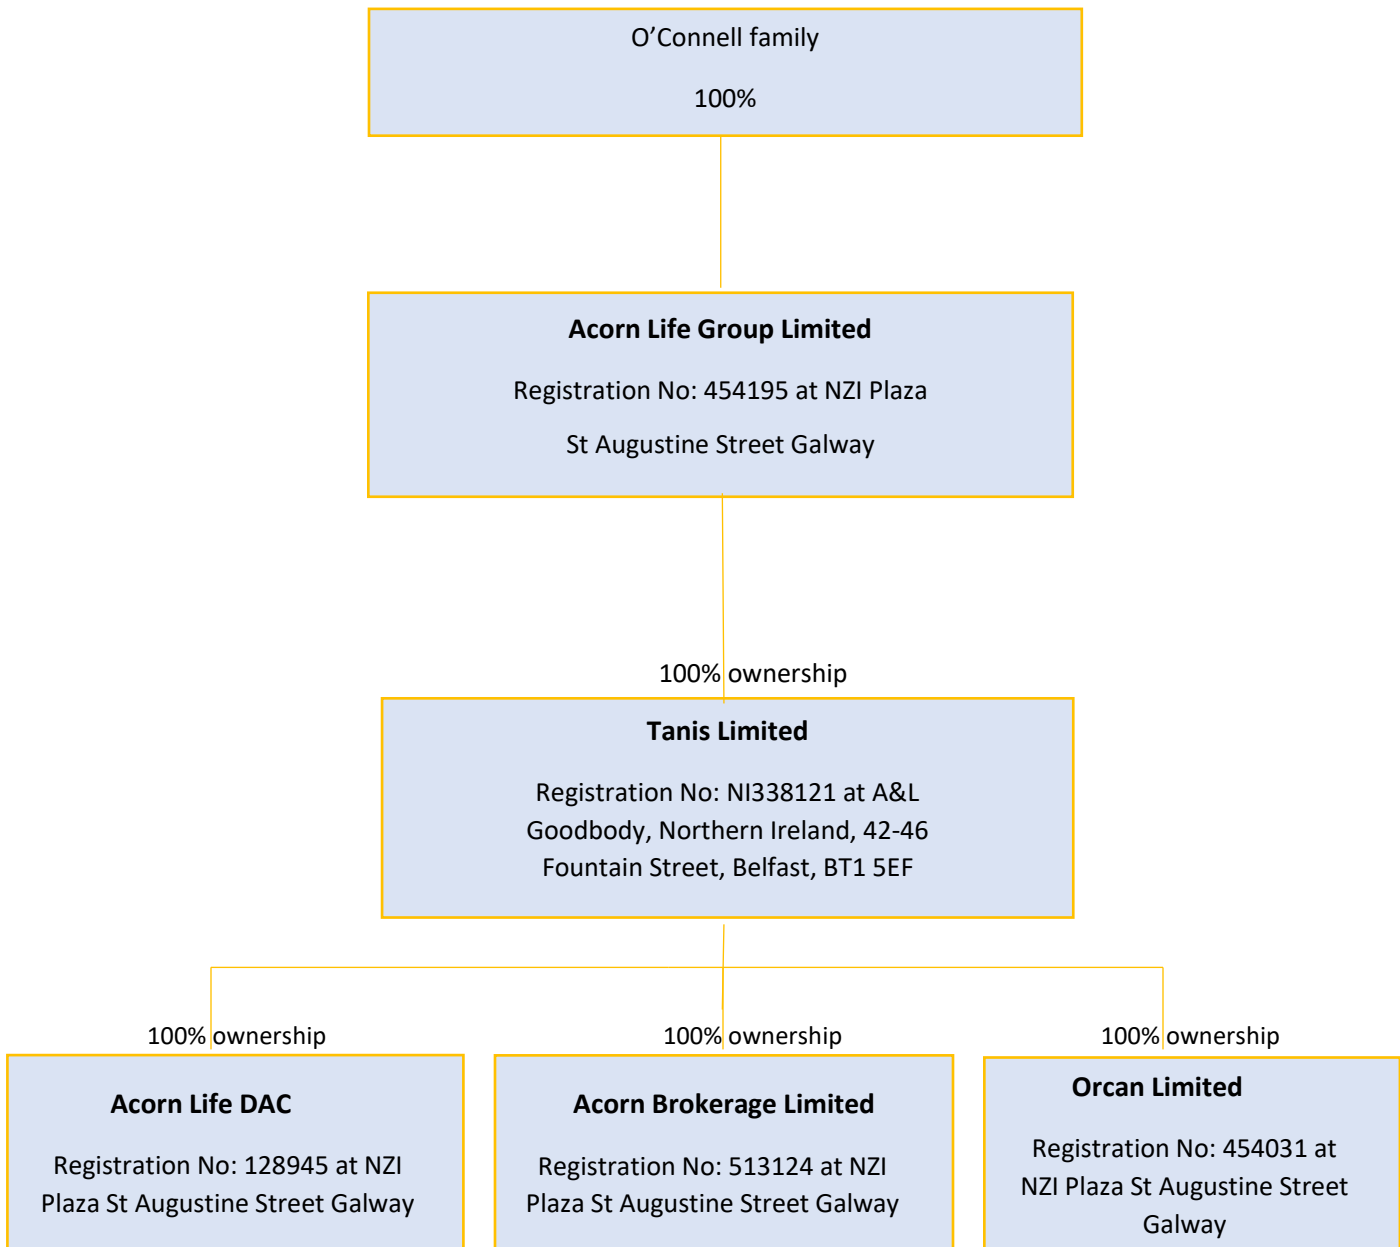 O’Connell family
100%
Acorn Life Group Limited
Registration No: 454195 at NZI Plaza
St Augustine Street Galway
100% ownership
Tanis Limited
Registration No: NI338121 at A&L
Goodbody, Northern Ireland, 42-46
Fountain Street, Belfast, BT1 5EF
100% ownership
Acorn Life DAC
Registration No: 128945 at NZI
Plaza St Augustine Street Galway
100% ownership
Acorn Brokerage Limited
Registration No: 513124 at NZI
Plaza St Augustine Street Galway
100% ownership
Orcan Limited
Registration No: 454031 at
NZI Plaza St Augustine Street
Galway